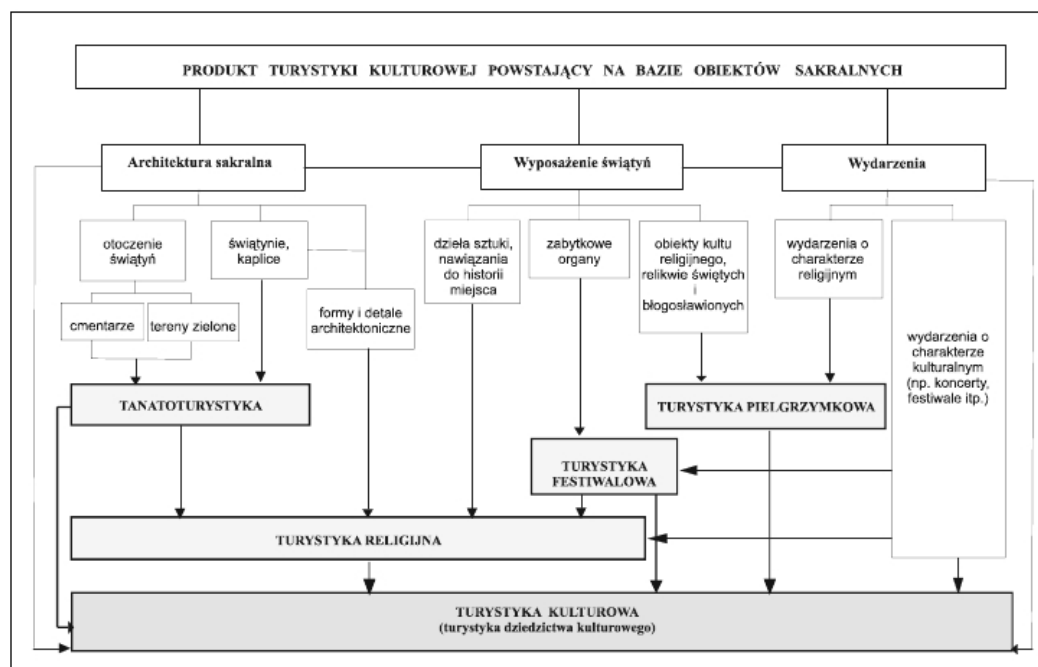 PRODUKT TURYSTYKI KULTUROWEJ POWSTAJĄCY NA BAZIE OBIEKTÓW SAKRALNYCH
Architektura sakralna
Wyposażenie świątyń
Wydarzenia
otoczenie
świątyń
świątynie,
kaplice
dzieła sztuki,
nawiązania
do historii
miejsca
zabytkowe
organy
obiekty kultu
religijnego,
relikwie świętych
i
błogosławionych
wydarzenia o
charakterze
religijnym
cmentarze
tereny zielone
formy i detale
architektoniczne
wydarzenia o
charakterze
kulturalnym
(np. koncerty,
festiwale itp.)
TANATOTURYSTYKA
TURYSTYKA PIELGRZYMKOWA
TURYSTYKA
FESTIWALOWA
TURYSTYKA RELIGIJNA
TURYSTYKA KULTUROWA
(turystyka dziedzictwa kulturowego)